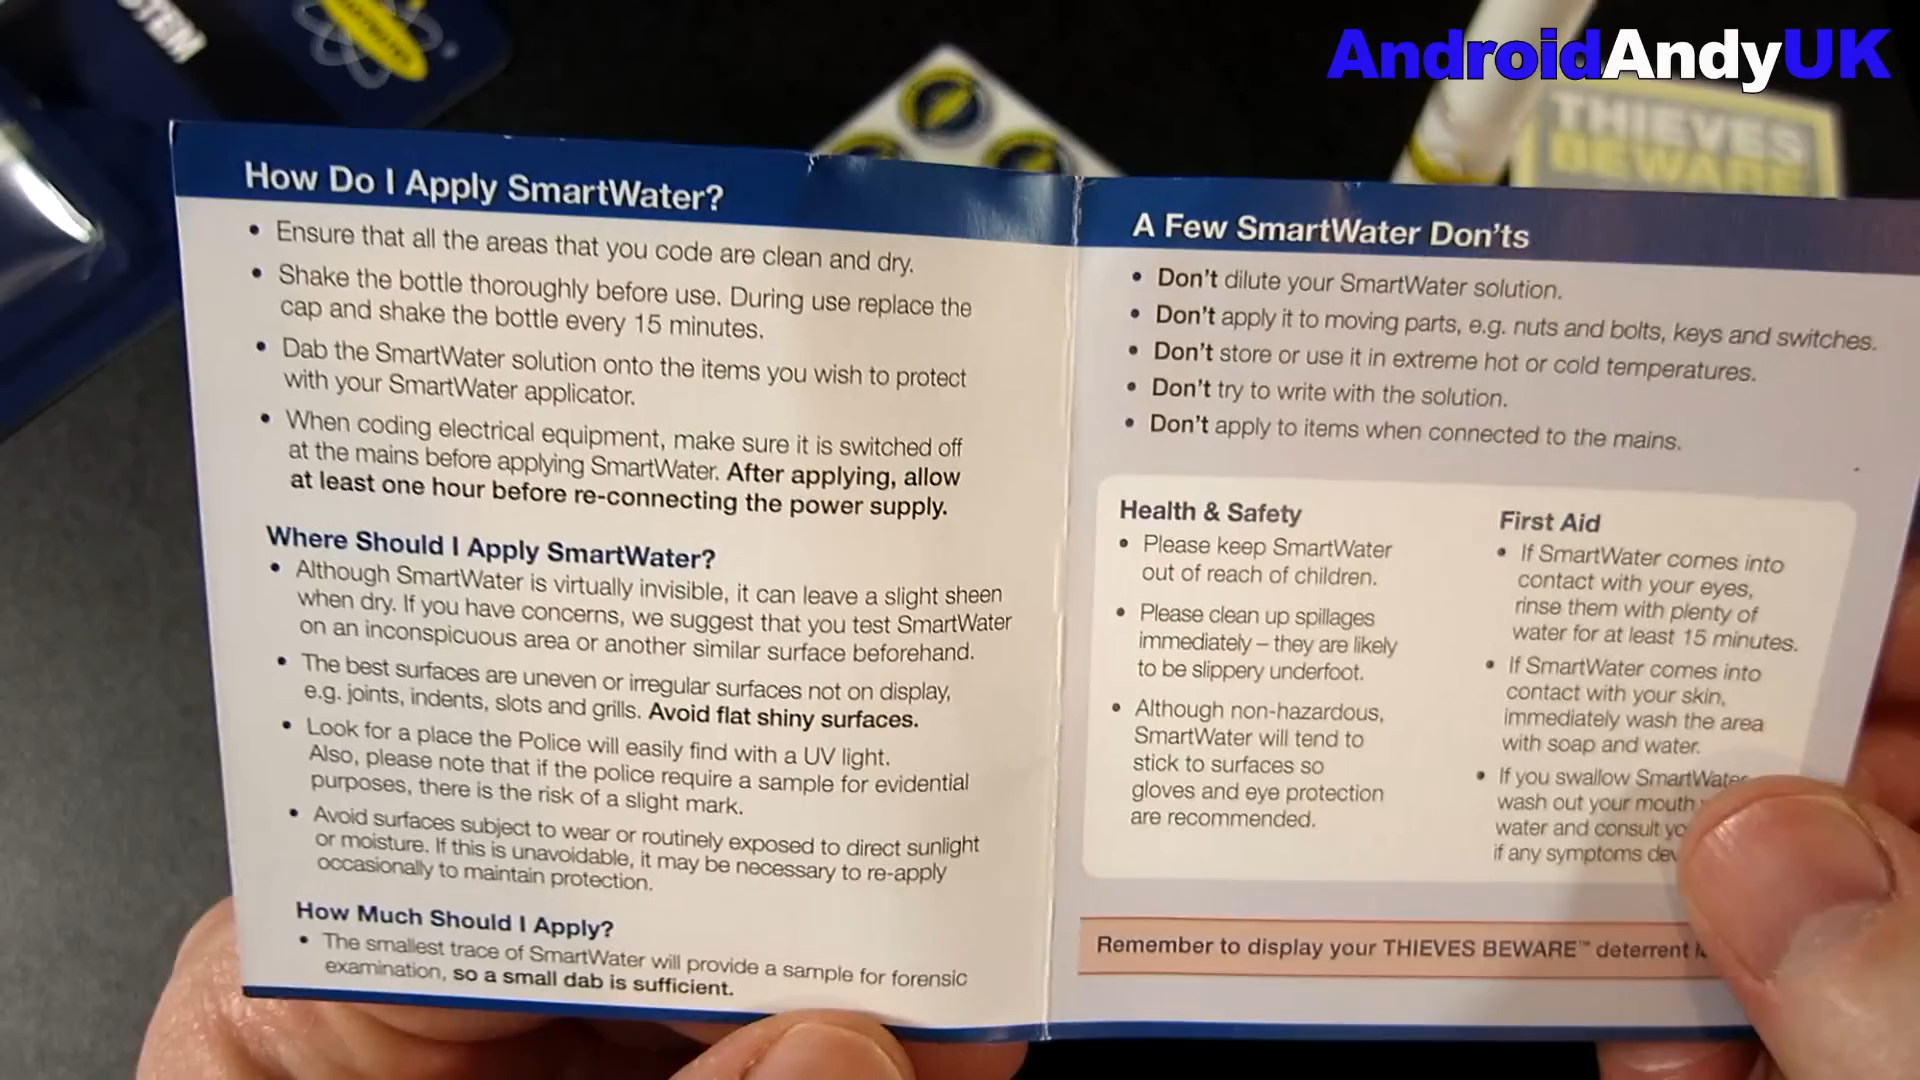 STEM
AndroidAndyUK
THIEVES
BEWARE
How Do I Apply SmartWater?
• Ensure that all the areas that you code are clean and dry.
• Shake the bottle thoroughly before use. During use replace the
cap and shake the bottle every 15 minutes.
• Dab the SmartWater solution onto the items you wish to protect
with your SmartWater applicator.
• When coding electrical equipment, make sure it is switched off
at the mains before applying SmartWater. After applying, allow
at least one hour before re-connecting the power supply.
Where Should I Apply SmartWater?
• Although SmartWater is virtually invisible, it can leave a slight sheen
when dry. If you have concerns, we suggest that you test SmartWater
on an inconspicuous area or another similar surface beforehand.
• The best surfaces are uneven or irregular surfaces not on display,
e.g. joints, indents, slots and grills. Avoid flat shiny surfaces.
• Look for a place the Police will easily find with a UV light.
Also, please note that if the police require a sample for evidential
purposes, there is the risk of a slight mark.
• Avoid surfaces subject to wear or routinely exposed to direct sunlight
or moisture. If this is unavoidable, it may be necessary to re-apply
occasionally to maintain protection.
How Much Should I Apply?
• The smallest trace of SmartWater will provide a sample for forensic
examination, so a small dab is sufficient.
A Few SmartWater Don'ts
• Don't dilute your SmartWater solution.
• Don't apply it to moving parts, e.g. nuts and bolts, keys and switches.
• Don't store or use it in extreme hot or cold temperatures.
• Don't try to write with the solution.
• Don't apply to items when connected to the mains.
Health & Safety
• Please keep SmartWater
out of reach of children.
• Please clean up spillages
immediately – they are likely
to be slippery underfoot.
• Although non-hazardous,
SmartWater will tend to
stick to surfaces so
gloves and eye protection
are recommended.
First Aid
• If SmartWater comes into
contact with your eyes,
rinse them with plenty of
water for at least 15 minutes.
• If SmartWater comes into
contact with your skin,
immediately wash the area
with soap and water.
• If you swallow SmartWater
wash out your mouth
water and consult
if any symptoms
Remember to display your THIEVES BEWARE™ deterrent